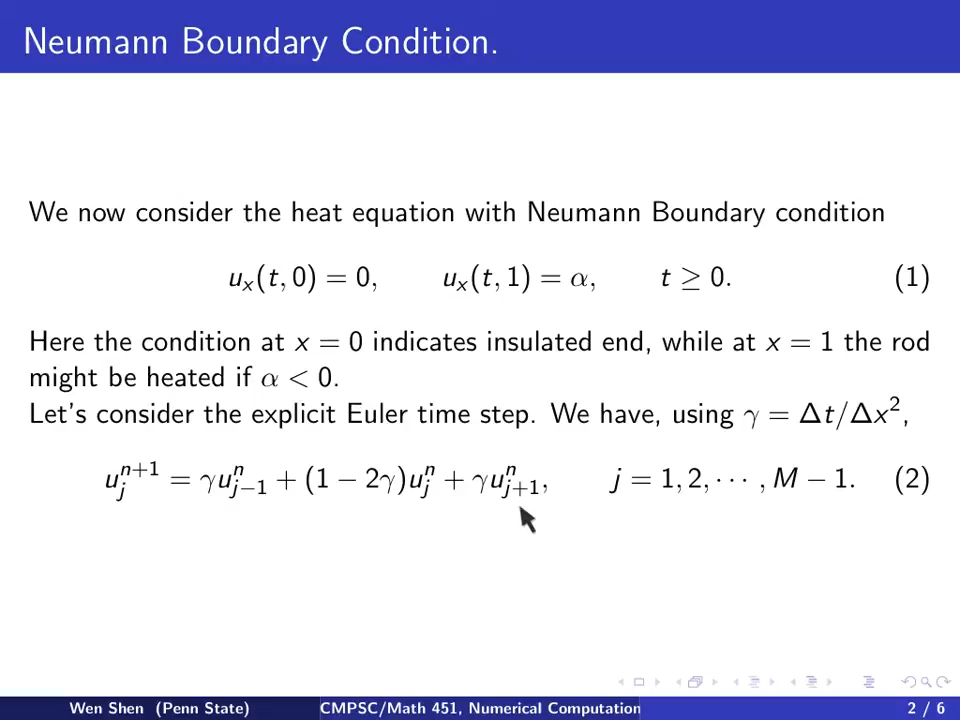 Neumann Boundary Condition.
We now consider the heat equation with Neumann Boundary condition
u_x(t, 0) = 0, u_x(t, 1) = α, t ≥ 0. (1)
Here the condition at x = 0 indicates insulated end, while at x = 1 the rod
might be heated if α < 0.
Let's consider the explicit Euler time step. We have, using γ = Δt/Δx²,
u_j^{n+1} = γu_{j−1}^n + (1 − 2γ)u_j^n + γu_{j+1}^n, j = 1, 2, ⋯ , M − 1. (2)
Wen Shen (Penn State) CMPSC/Math 451, Numerical Computation 2 / 6